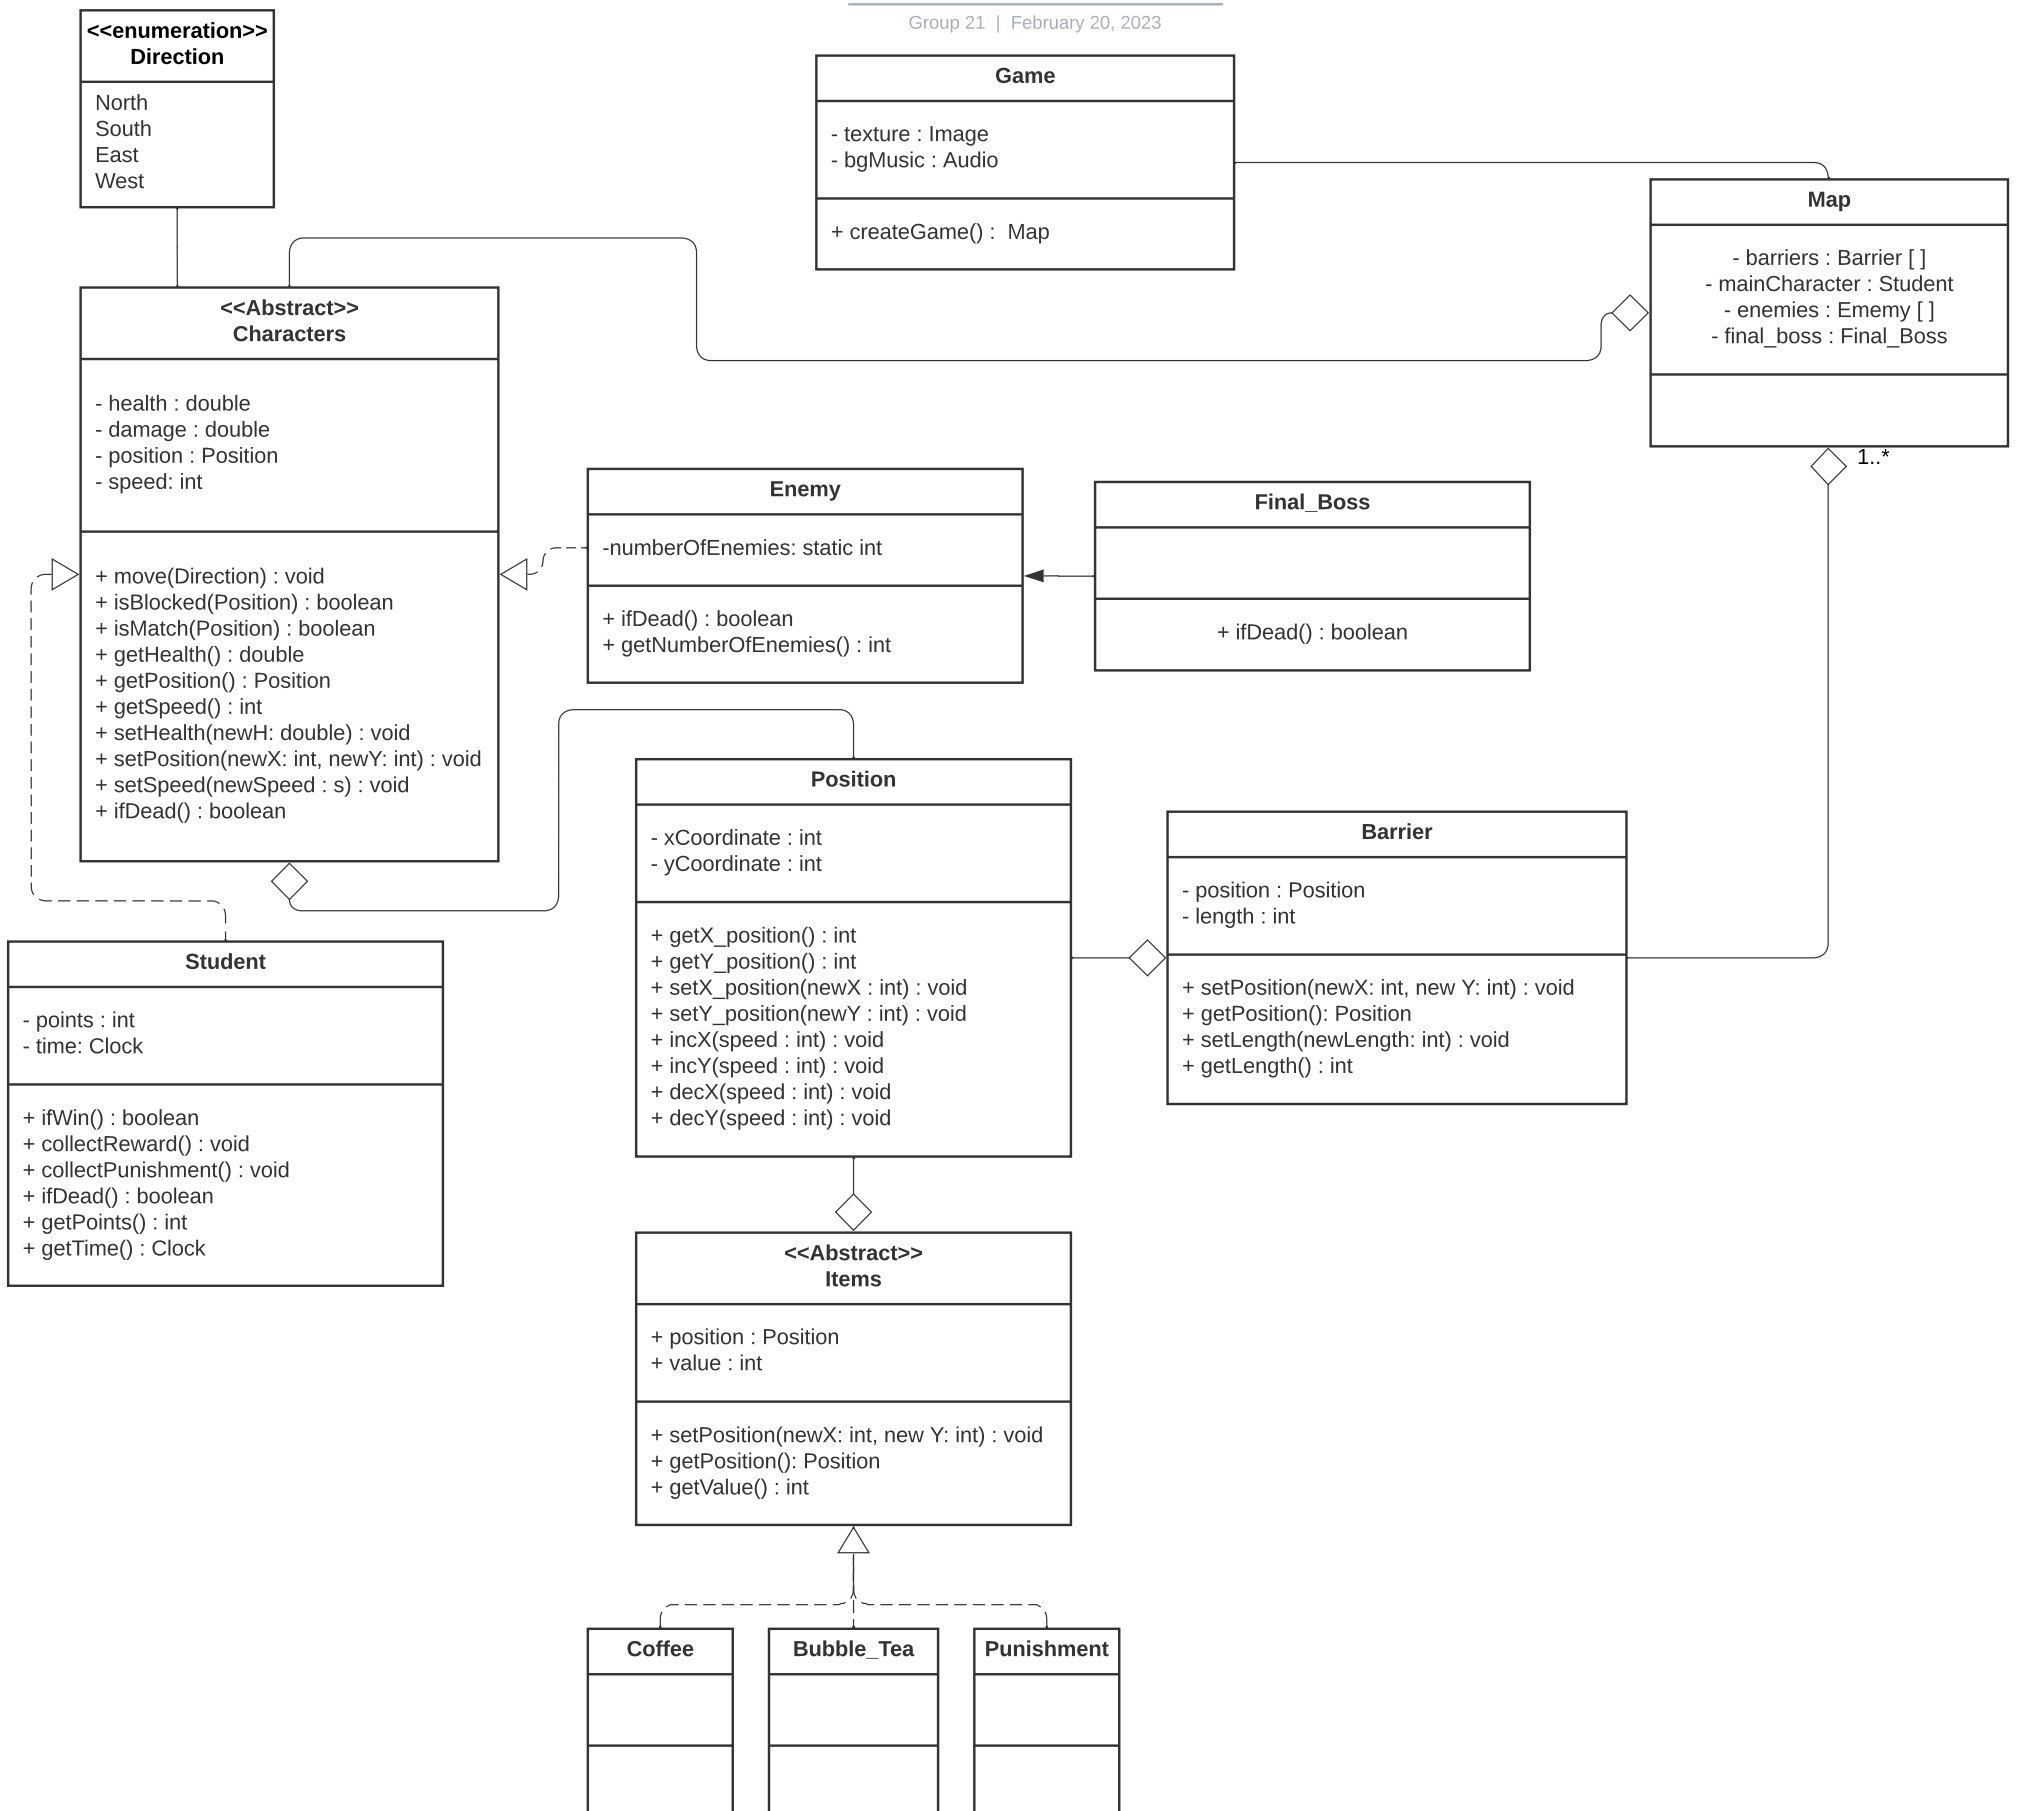 Group 21 | February 20, 2023
<<enumeration>>
Direction
North
South
East
West
Game
- texture : Image
- bgMusic : Audio
+ createGame() : Map
Map
- barriers : Barrier [ ]
- mainCharacter : Student
- enemies : Ememy [ ]
- final_boss : Final_Boss
1..*
<<Abstract>>
Characters
- health : double
- damage : double
- position : Position
- speed: int
+ move(Direction) : void
+ isBlocked(Position) : boolean
+ isMatch(Position) : boolean
+ getHealth() : double
+ getPosition() : Position
+ getSpeed() : int
+ setHealth(newH: double) : void
+ setPosition(newX: int, newY: int) : void
+ setSpeed(newSpeed : s) : void
+ ifDead() : boolean
Enemy
-numberOfEnemies: static int
+ ifDead() : boolean
+ getNumberOfEnemies() : int
Final_Boss
+ ifDead() : boolean
Position
- xCoordinate : int
- yCoordinate : int
+ getX_position() : int
+ getY_position() : int
+ setX_position(newX : int) : void
+ setY_position(newY : int) : void
+ incX(speed : int) : void
+ incY(speed : int) : void
+ decX(speed : int) : void
+ decY(speed : int) : void
Barrier
- position : Position
- length : int
+ setPosition(newX: int, new Y: int) : void
+ getPosition(): Position
+ setLength(newLength: int) : void
+ getLength() : int
Student
- points : int
- time: Clock
+ ifWin() : boolean
+ collectReward() : void
+ collectPunishment() : void
+ ifDead() : boolean
+ getPoints() : int
+ getTime() : Clock
<<Abstract>>
Items
+ position : Position
+ value : int
+ setPosition(newX: int, new Y: int) : void
+ getPosition(): Position
+ getValue() : int
Coffee
Bubble_Tea
Punishment